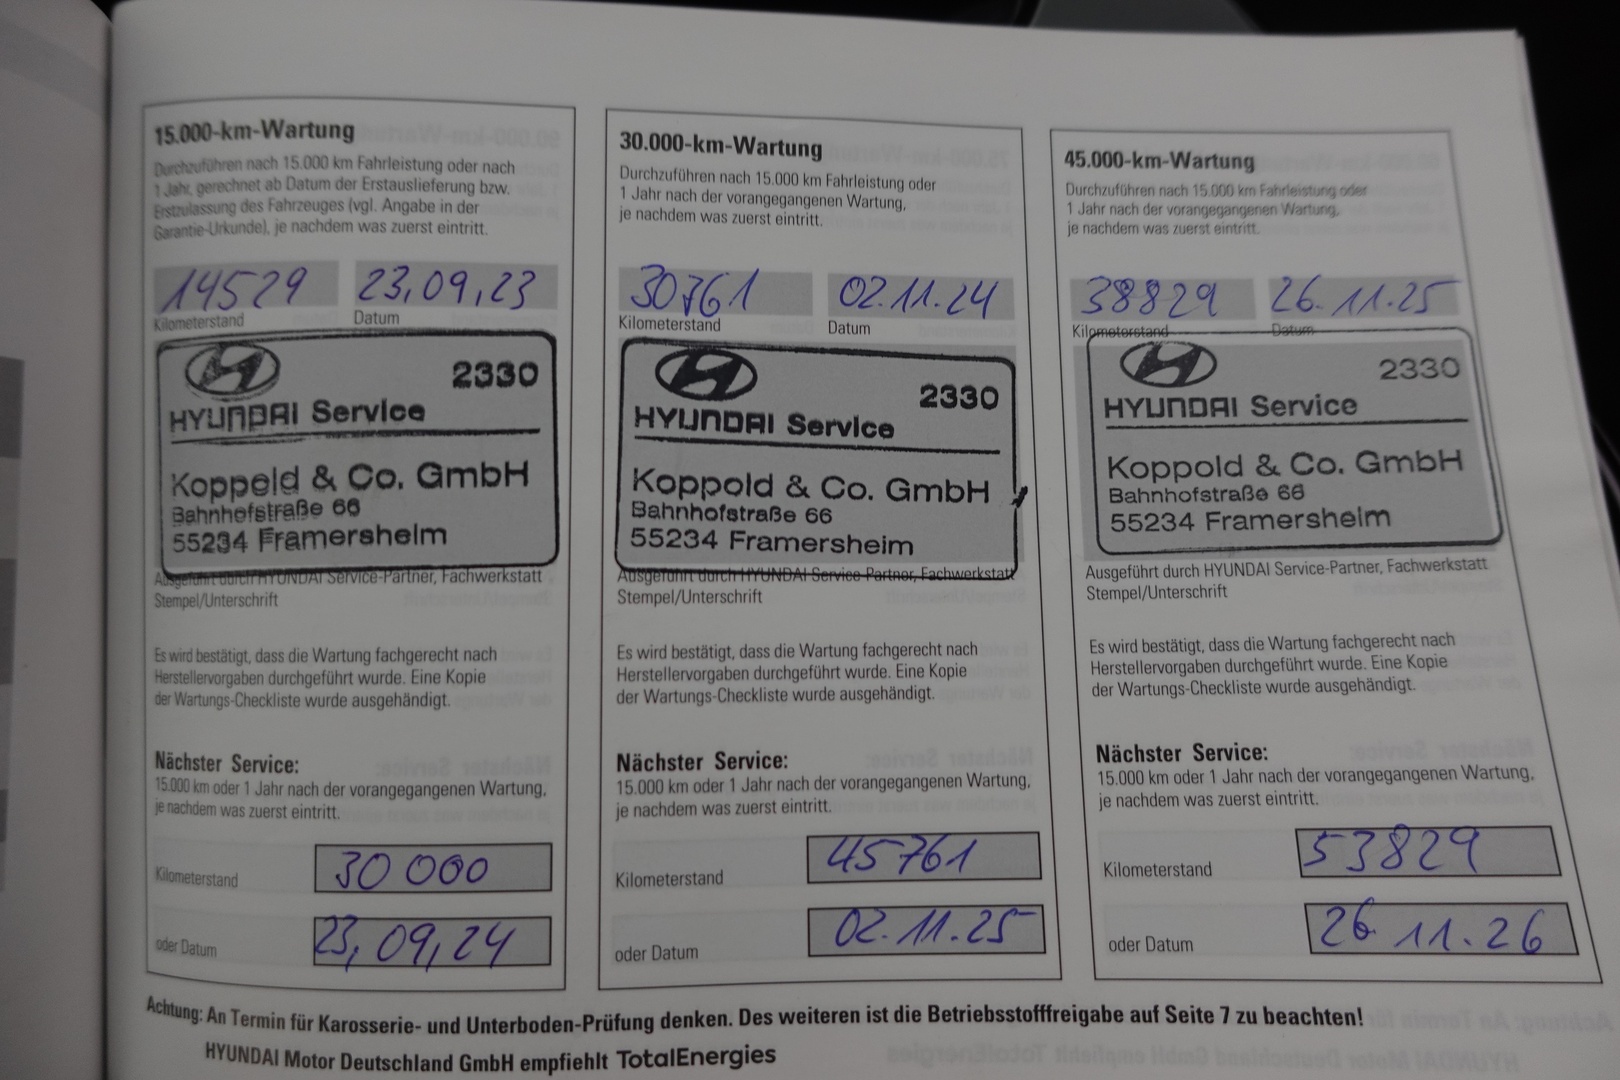 15.000-km-Wartung
Durchzuführen nach 15.000 km Fahrleistung oder nach
1 Jahr, gerechnet ab Datum der Erstauslieferung bzw.
Erstzulassung des Fahrzeuges (vgl. Angabe in der
Garantie-Urkunde), je nachdem was zuerst eintritt.
14529 23,09,23
Kilometerstand Datum
2330
HYUNDAI Service
Koppold & Co. GmbH
Bahnhofstraße 66
55234 Framersheim
Ausgeführt durch HYUNDAI Service-Partner, Fachwerkstatt
Stempel/Unterschrift
Es wird bestätigt, dass die Wartung fachgerecht nach
Herstellervorgaben durchgeführt wurde. Eine Kopie
der Wartungs-Checkliste wurde ausgehändigt.
Nächster Service:
15.000 km oder 1 Jahr nach der vorangegangenen Wartung,
je nachdem was zuerst eintritt.
Kilometerstand 30 000
oder Datum 23,09,24
30.000-km-Wartung
Durchzuführen nach 15.000 km Fahrleistung oder
1 Jahr nach der vorangegangenen Wartung,
je nachdem was zuerst eintritt.
30761 02.11.24
Kilometerstand Datum
2330
HYUNDAI Service
Koppold & Co. GmbH
Bahnhofstraße 66
55234 Framersheim
Ausgeführt durch HYUNDAI Service-Partner, Fachwerkstatt
Stempel/Unterschrift
Es wird bestätigt, dass die Wartung fachgerecht nach
Herstellervorgaben durchgeführt wurde. Eine Kopie
der Wartungs-Checkliste wurde ausgehändigt.
Nächster Service:
15.000 km oder 1 Jahr nach der vorangegangenen Wartung,
je nachdem was zuerst eintritt.
Kilometerstand 45761
oder Datum 02.11.25
45.000-km-Wartung
Durchzuführen nach 15.000 km Fahrleistung oder
1 Jahr nach der vorangegangenen Wartung,
je nachdem was zuerst eintritt.
38829 26.11.25
Kilometerstand Datum
2330
HYUNDAI Service
Koppold & Co. GmbH
Bahnhofstraße 66
55234 Framersheim
Ausgeführt durch HYUNDAI Service-Partner, Fachwerkstatt
Stempel/Unterschrift
Es wird bestätigt, dass die Wartung fachgerecht nach
Herstellervorgaben durchgeführt wurde. Eine Kopie
der Wartungs-Checkliste wurde ausgehändigt.
Nächster Service:
15.000 km oder 1 Jahr nach der vorangegangenen Wartung,
je nachdem was zuerst eintritt.
Kilometerstand 53829
oder Datum 26.11.26
Achtung: An Termin für Karosserie- und Unterboden-Prüfung denken. Des weiteren ist die Betriebsstofffreigabe auf Seite 7 zu beachten!
HYUNDAI Motor Deutschland GmbH empfiehlt TotalEnergies